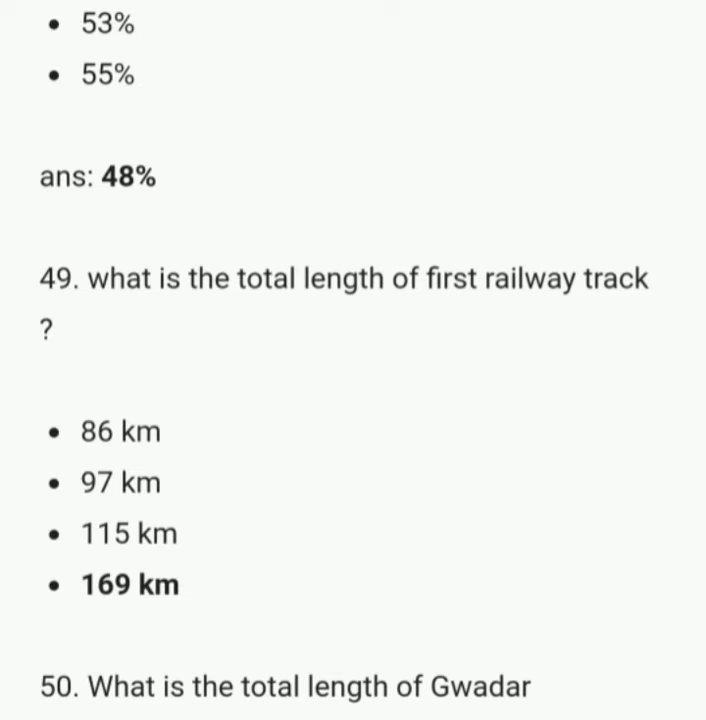 • 53%
• 55%
ans: 48%
49. what is the total length of first railway track
?
• 86 km
• 97 km
• 115 km
• 169 km
50. What is the total length of Gwadar